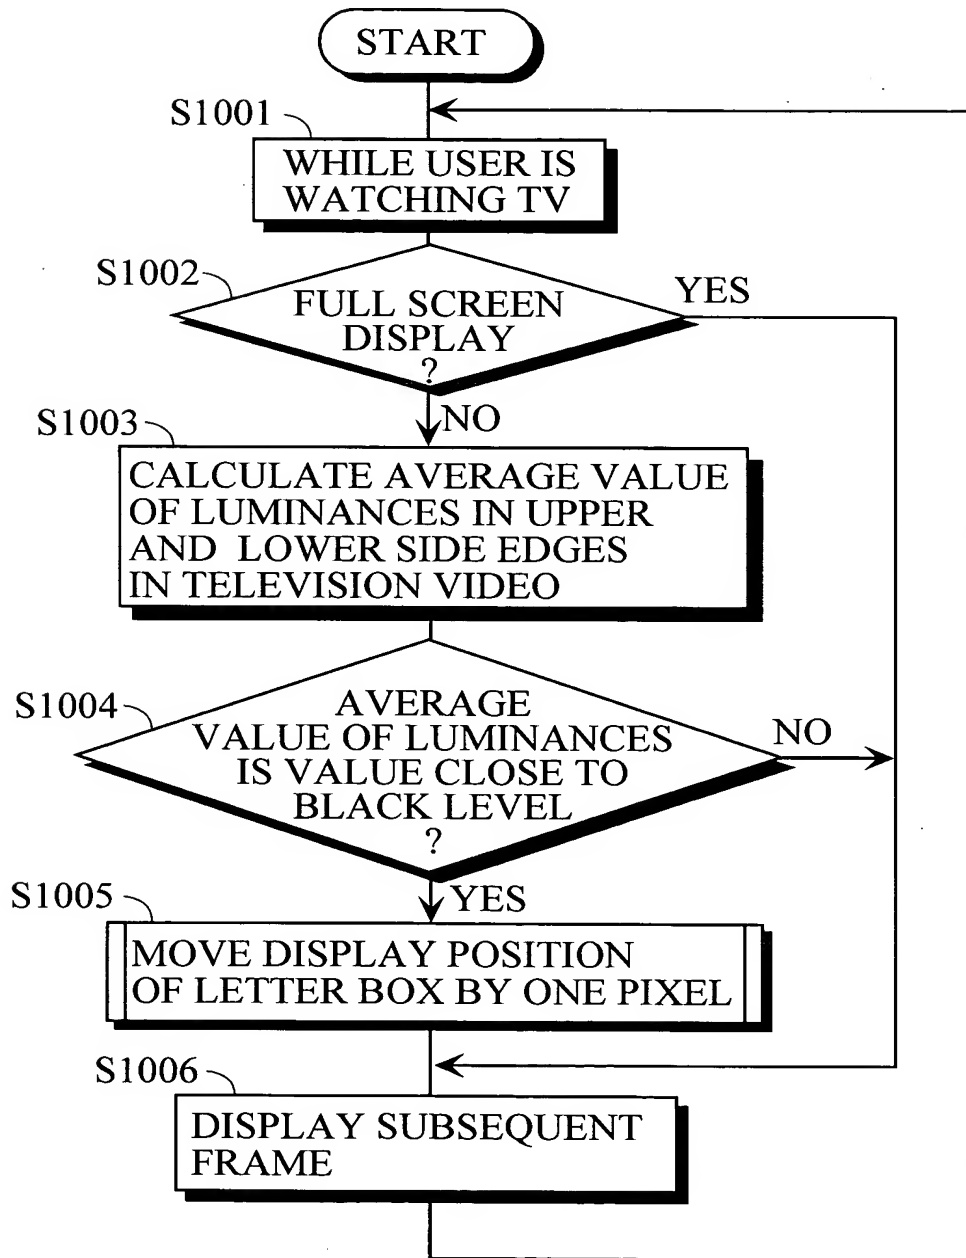 START
S1001
WHILE USER IS
WATCHING TV
S1002
FULL SCREEN
DISPLAY
?
YES
NO
S1003
CALCULATE AVERAGE VALUE
OF LUMINANCES IN UPPER
AND LOWER SIDE EDGES
IN TELEVISION VIDEO
S1004
AVERAGE
VALUE OF LUMINANCES
IS VALUE CLOSE TO
BLACK LEVEL
?
NO
YES
S1005
MOVE DISPLAY POSITION
OF LETTER BOX BY ONE PIXEL
S1006
DISPLAY SUBSEQUENT
FRAME